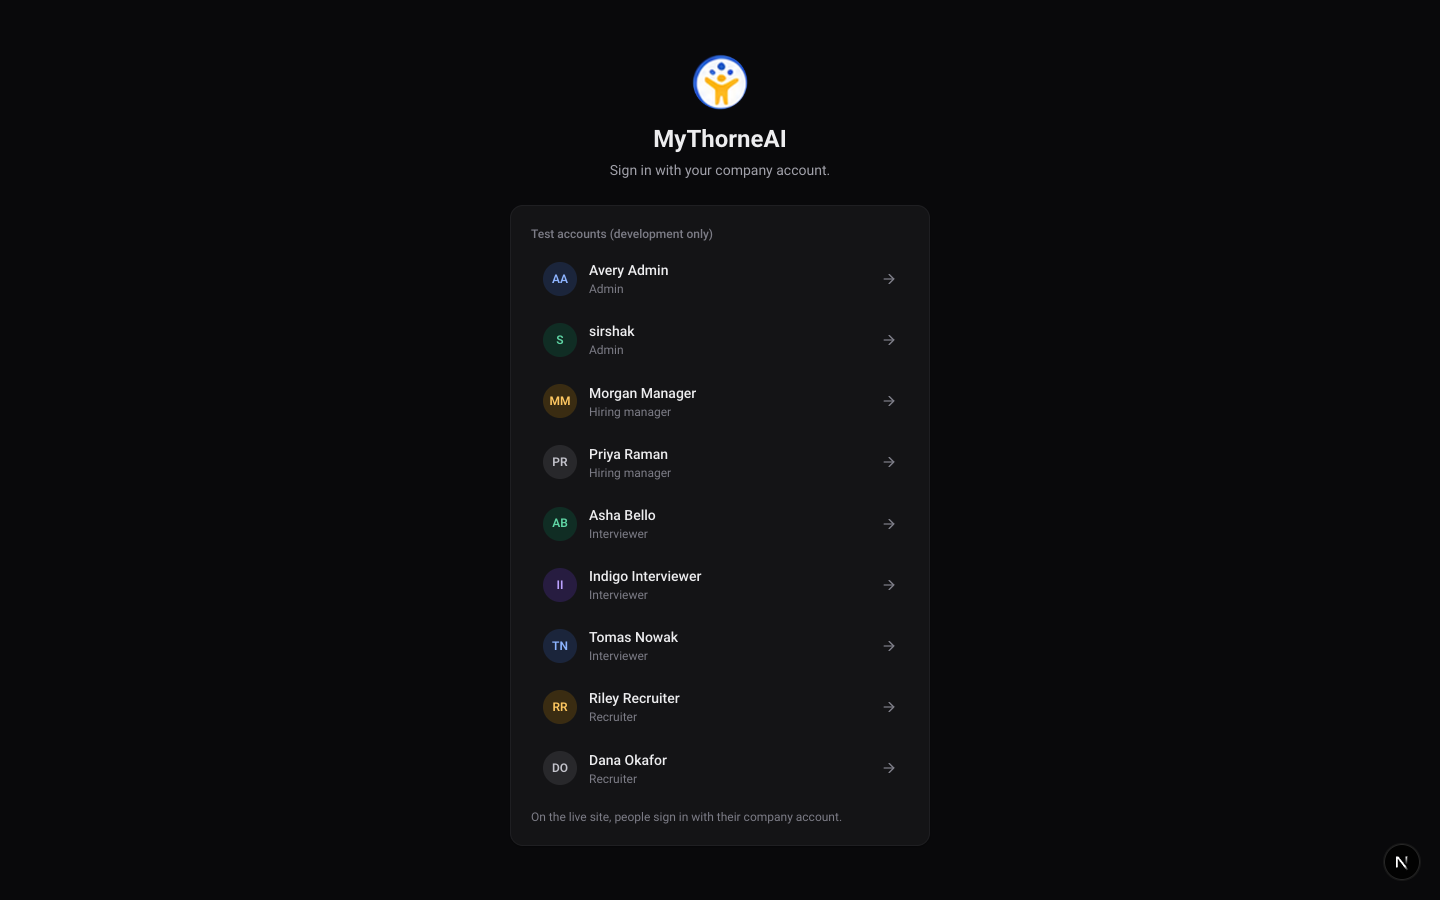 MyThorneAI
Sign in with your company account.
Test accounts (development only)
AA
Avery Admin
Admin
S
sirshak
Admin
MM
Morgan Manager
Hiring manager
PR
Priya Raman
Hiring manager
AB
Asha Bello
Interviewer
II
Indigo Interviewer
Interviewer
TN
Tomas Nowak
Interviewer
RR
Riley Recruiter
Recruiter
DO
Dana Okafor
Recruiter
On the live site, people sign in with their company account.
N